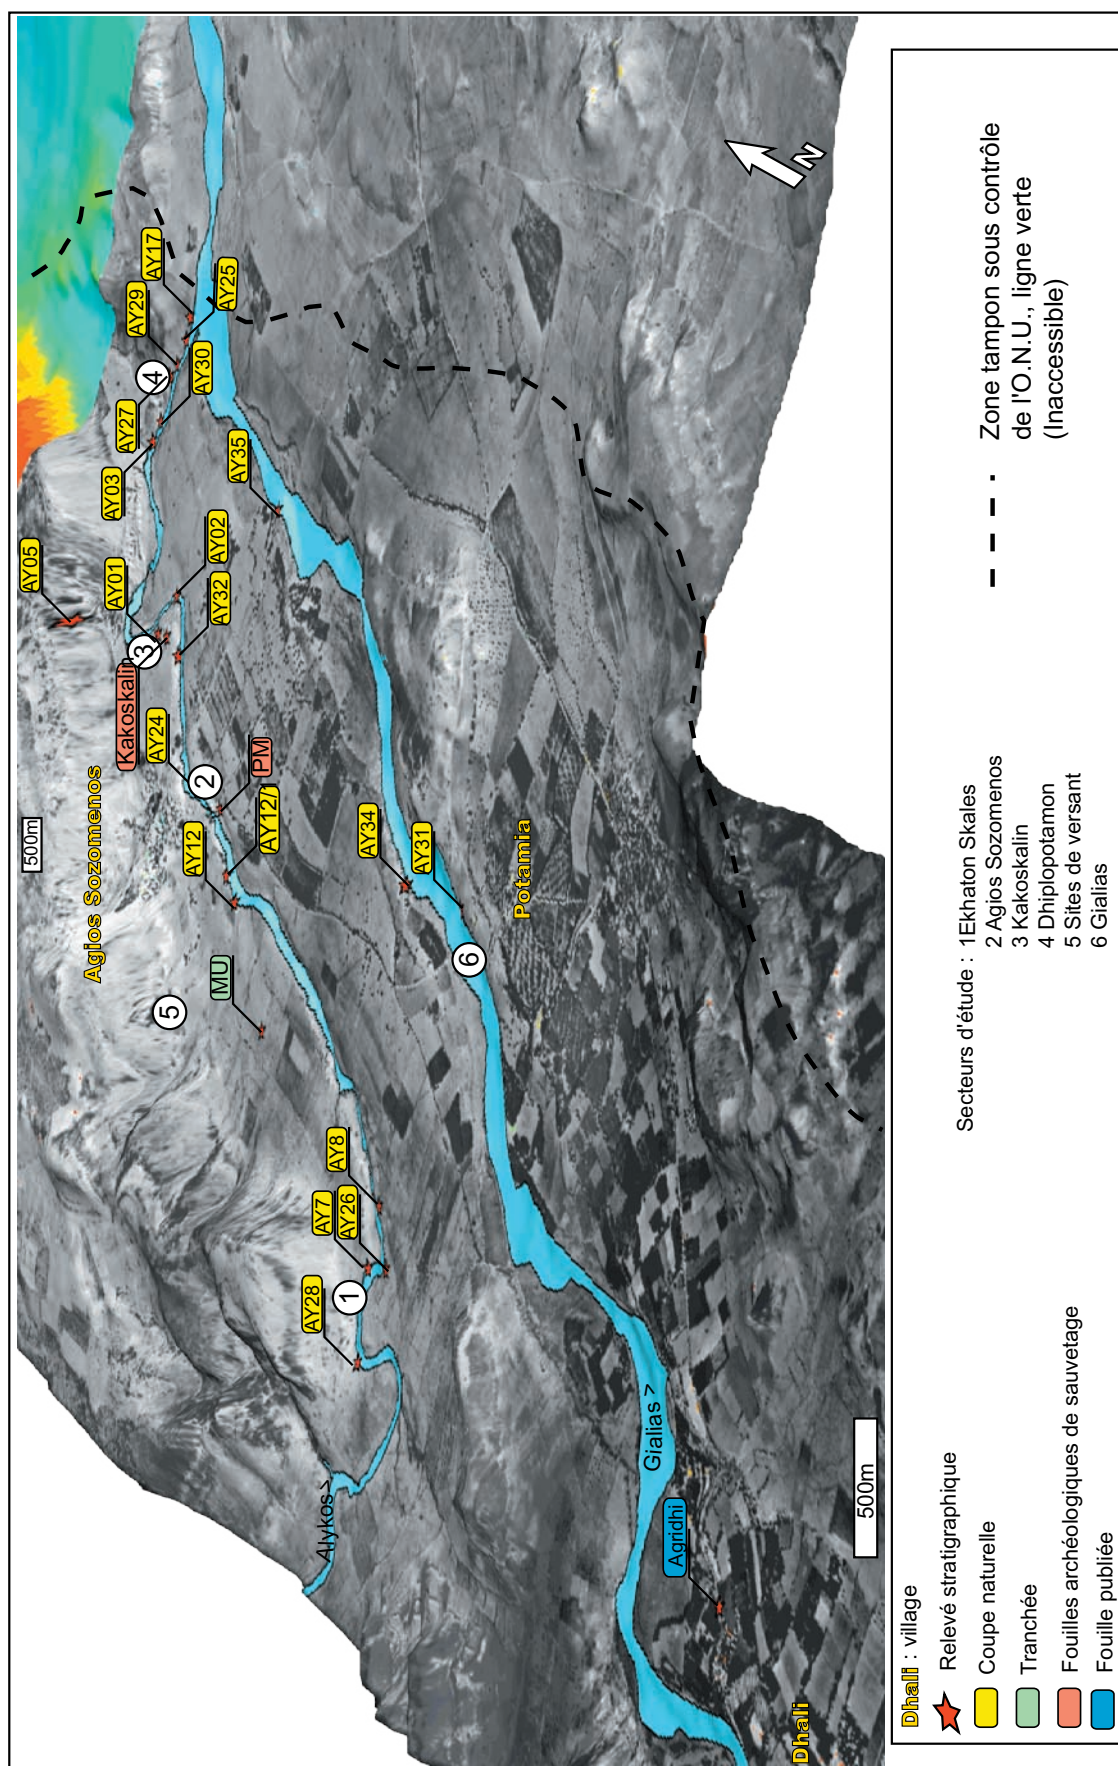 Agios Sozomenos
500m
AY05
AY29
AY17
AY27
AY25
AY30
AY03
AY35
AY01
AY02
AY32
Kakoskalin
AY24
PM
AY12
AY12/1
MU
AY34
AY31
Potamia
AY7
AY26
AY8
AY28
Alykos >
Gialias >
Agridhi
Dhali
1
2
3
4
5
6
N
500m
Dhali : village
Relevé stratigraphique
Coupe naturelle
Tranchée
Fouilles archéologiques de sauvetage
Fouille publiée
Secteurs d'étude : 1Ekhaton Skales
2 Agios Sozomenos
3 Kakoskalin
4 Dhiplopotamon
5 Sites de versant
6 Gialias
Zone tampon sous contrôle
de l'O.N.U., ligne verte
(Inaccessible)